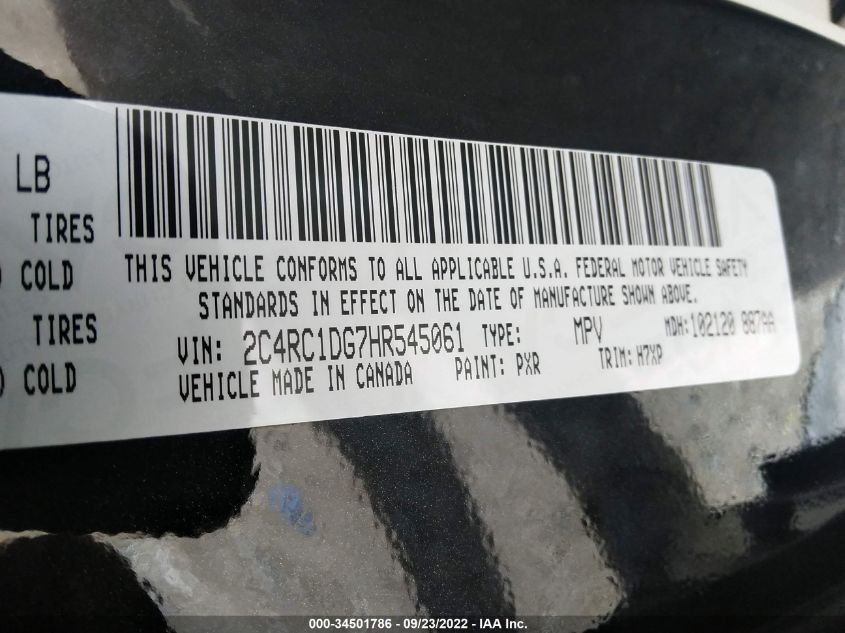 LB
TIRES
COLD
TIRES
COLD
THIS VEHICLE CONFORMS TO ALL APPLICABLE U.S.A. FEDERAL MOTOR VEHICLE SAFETY
STANDARDS IN EFFECT ON THE DATE OF MANUFACTURE SHOWN ABOVE.
VIN: 2C4RC1DG7HR545061 TYPE: MPV MDH: 102120 887AA
VEHICLE MADE IN CANADA PAINT: PXR TRIM: H7XP
000-34501786 - 09/23/2022 - IAA Inc.